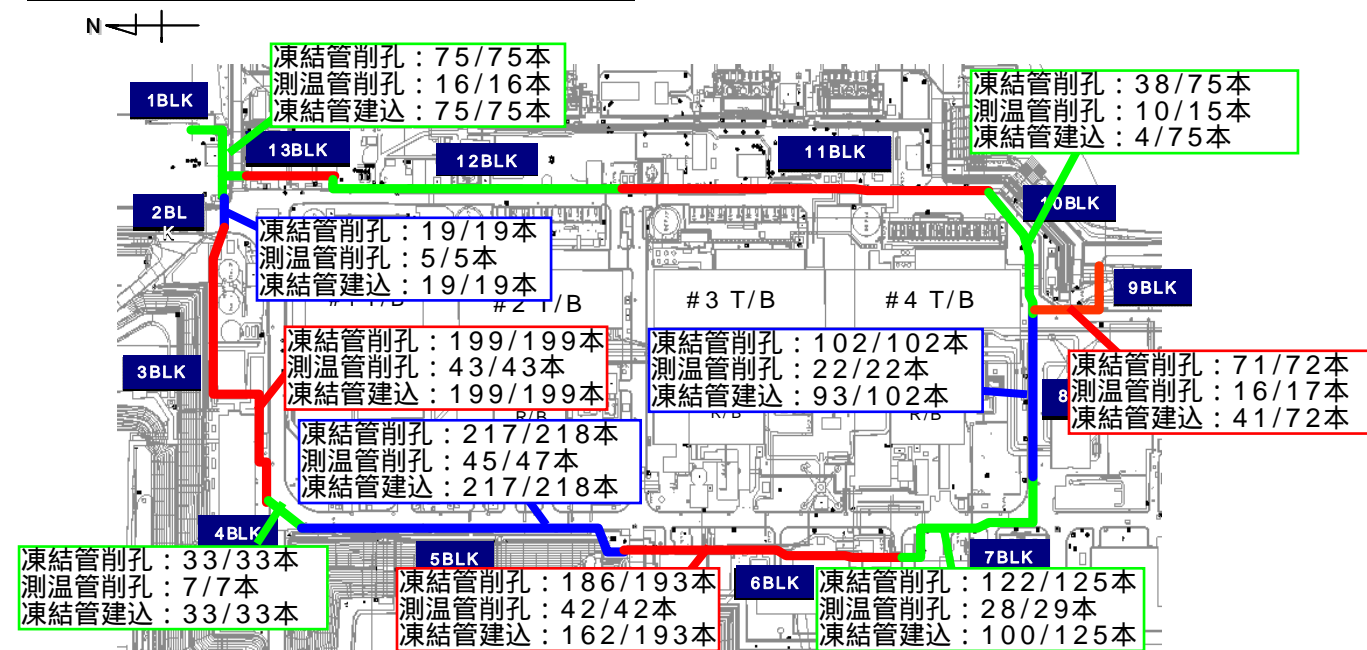 N
1BLK
凍結管削孔：75/75本
測温管削孔：16/16本
凍結管建込：75/75本
凍結管削孔：38/75本
測温管削孔：10/15本
凍結管建込：4/75本
13BLK
12BLK
11BLK
10BLK
2BL
K
凍結管削孔：19/19本
測温管削孔：5/5本
凍結管建込：19/19本
9BLK
#2 T/B
#3 T/B
#4 T/B
凍結管削孔：199/199本
測温管削孔：43/43本
凍結管建込：199/199本
凍結管削孔：102/102本
測温管削孔：22/22本
凍結管建込：93/102本
3BLK
8
凍結管削孔：71/72本
測温管削孔：16/17本
凍結管建込：41/72本
R/B
R/B
R/B
凍結管削孔：217/218本
測温管削孔：45/47本
凍結管建込：217/218本
4BLK
5BLK
6BLK
7BLK
凍結管削孔：33/33本
測温管削孔：7/7本
凍結管建込：33/33本
凍結管削孔：186/193本
測温管削孔：42/42本
凍結管建込：162/193本
凍結管削孔：122/125本
測温管削孔：28/29本
凍結管建込：100/125本